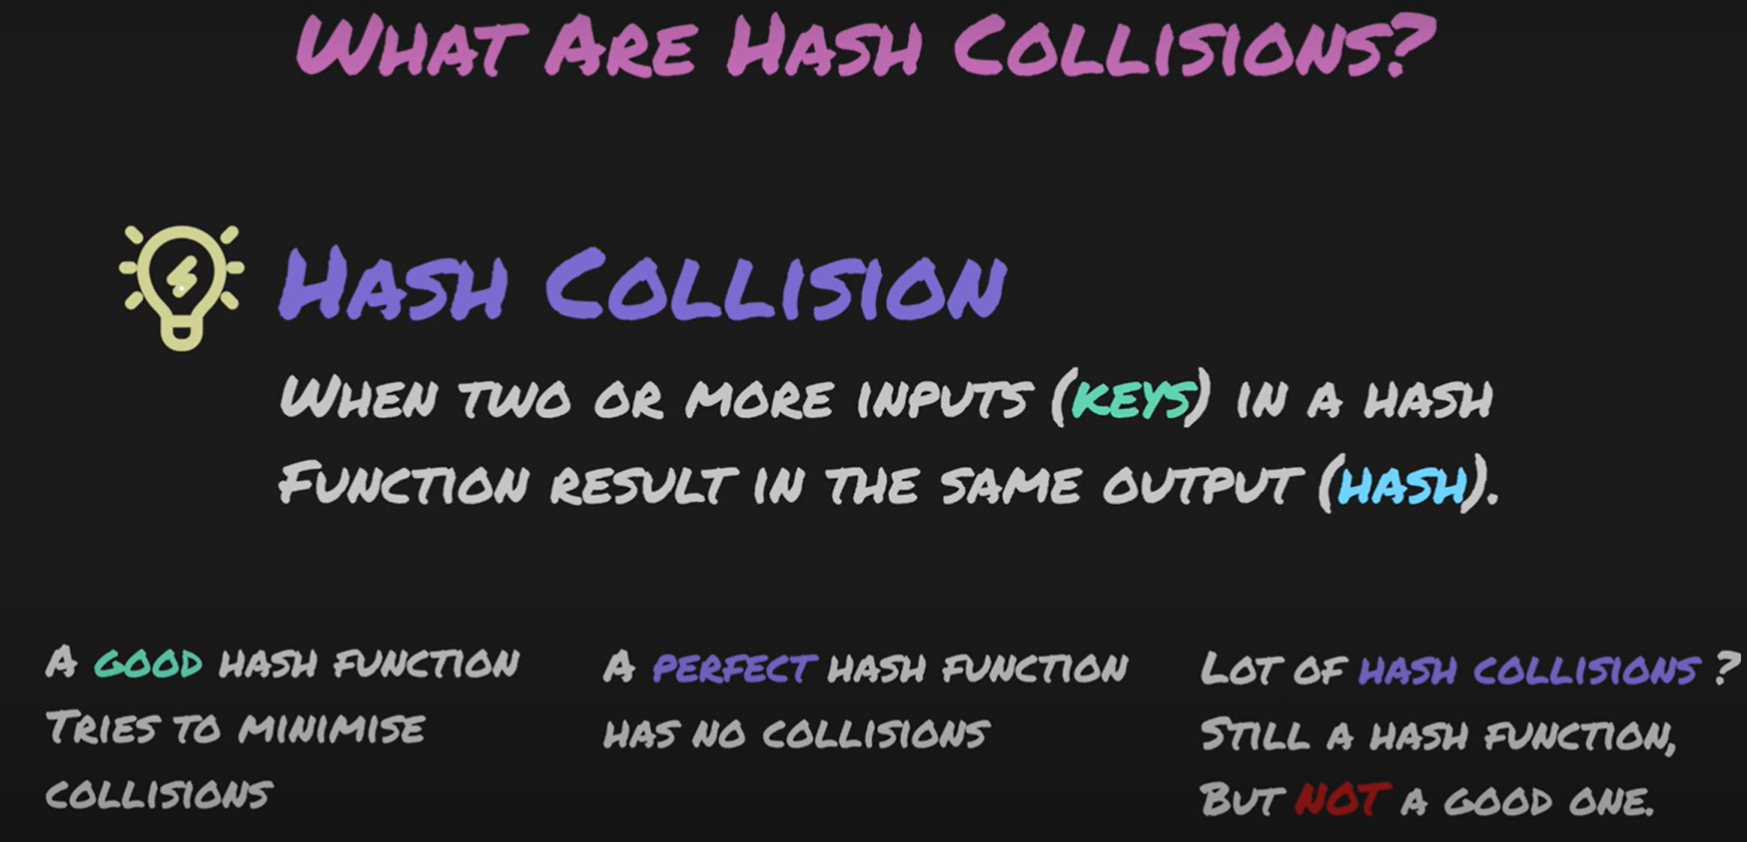 What Are Hash Collisions?
Hash Collision
When two or more inputs (keys) in a hash
Function result in the same output (hash).
A good hash function
Tries to minimise
collisions
A perfect hash function
has no collisions
Lot of hash collisions ?
Still a hash function,
But not a good one.